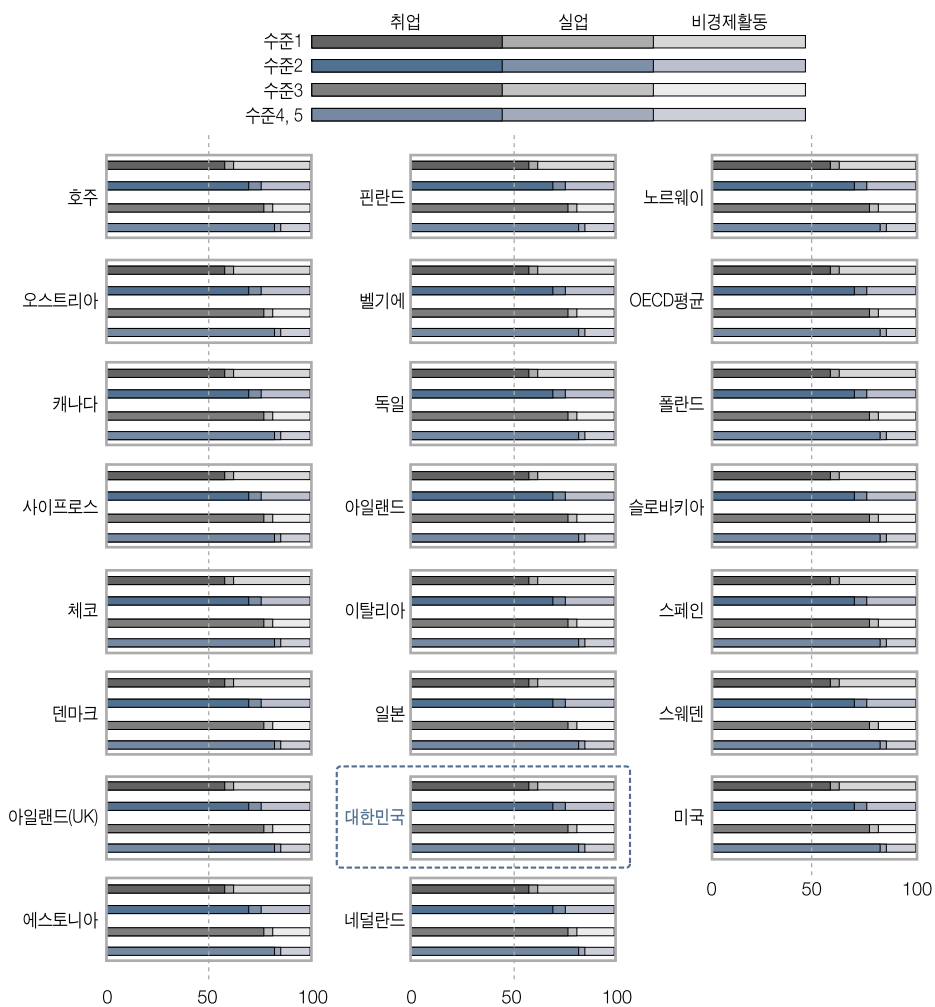 취업 실업 비경제활동
수준1
수준2
수준3
수준4, 5
호주 핀란드 노르웨이
오스트리아 벨기에 OECD평균
캐나다 독일 폴란드
사이프로스 아일랜드 슬로바키아
체코 이탈리아 스페인
덴마크 일본 스웨덴
아일랜드(UK) 대한민국 미국
0 50 100
에스토니아 네덜란드
0 50 100 0 50 100